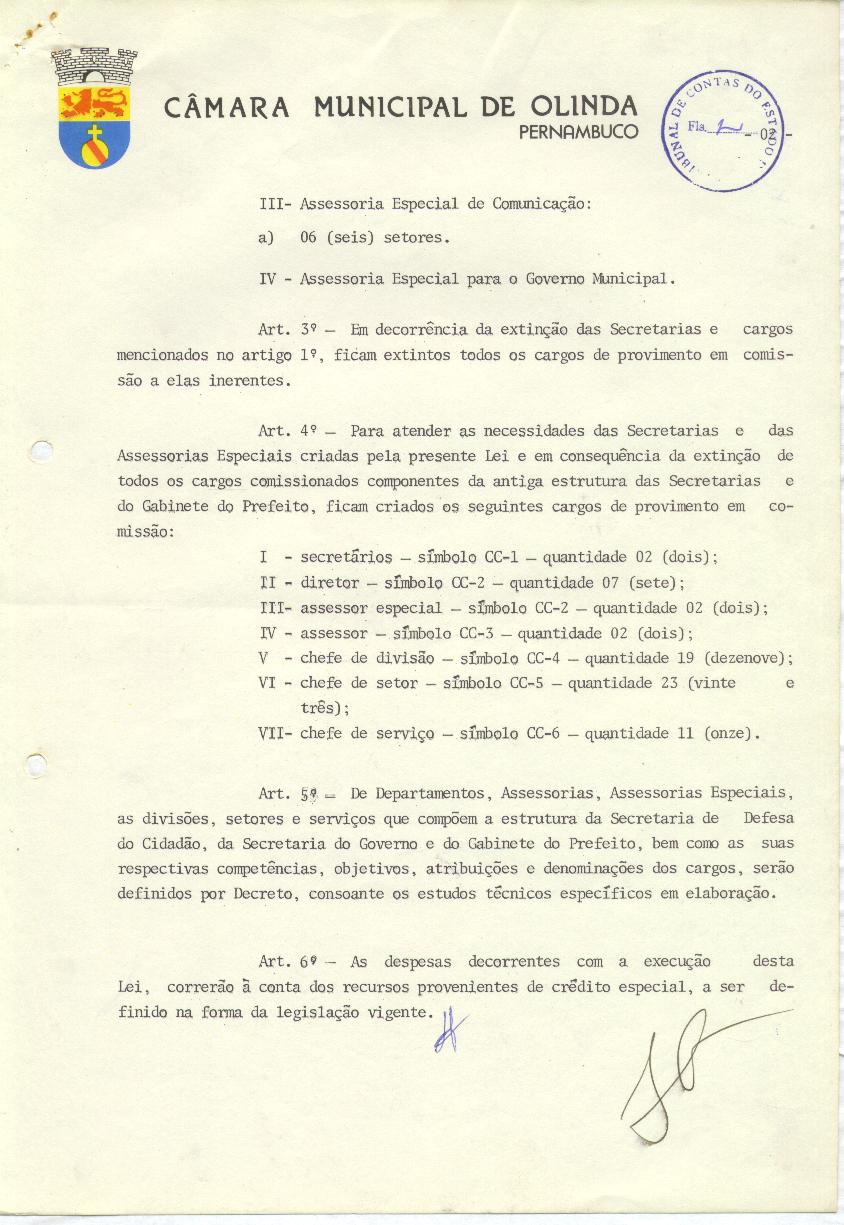 CÂMARA MUNICIPAL DE OLINDA
PERNAMBUCO
TRIBUNAL DE CONTAS DO ESTADO
Fls.
- 02 -
III- Assessoria Especial de Comunicação:
a) 06 (seis) setores.
IV - Assessoria Especial para o Governo Municipal.
Art. 3º — Em decorrência da extinção das Secretarias e cargos
mencionados no artigo 1º, ficam extintos todos os cargos de provimento em comis-
são a elas inerentes.
Art. 4º — Para atender as necessidades das Secretarias e das
Assessorias Especiais criadas pela presente Lei e em consequência da extinção de
todos os cargos comissionados componentes da antiga estrutura das Secretarias e
do Gabinete do Prefeito, ficam criados os seguintes cargos de provimento em co-
missão:
I - secretários — símbolo CC-1 — quantidade 02 (dois);
II - diretor — símbolo CC-2 — quantidade 07 (sete);
III- assessor especial — símbolo CC-2 — quantidade 02 (dois);
IV - assessor — símbolo CC-3 — quantidade 02 (dois);
V - chefe de divisão — símbolo CC-4 — quantidade 19 (dezenove);
VI - chefe de setor — símbolo CC-5 — quantidade 23 (vinte e
três);
VII- chefe de serviço — símbolo CC-6 — quantidade 11 (onze).
Art. 5º — De Departamentos, Assessorias, Assessorias Especiais,
as divisões, setores e serviços que compõem a estrutura da Secretaria de Defesa
do Cidadão, da Secretaria do Governo e do Gabinete do Prefeito, bem como as suas
respectivas competências, objetivos, atribuições e denominações dos cargos, serão
definidos por Decreto, consoante os estudos técnicos específicos em elaboração.
Art. 6º — As despesas decorrentes com a execução desta
Lei, correrão à conta dos recursos provenientes de crédito especial, a ser de-
finido na forma da legislação vigente.